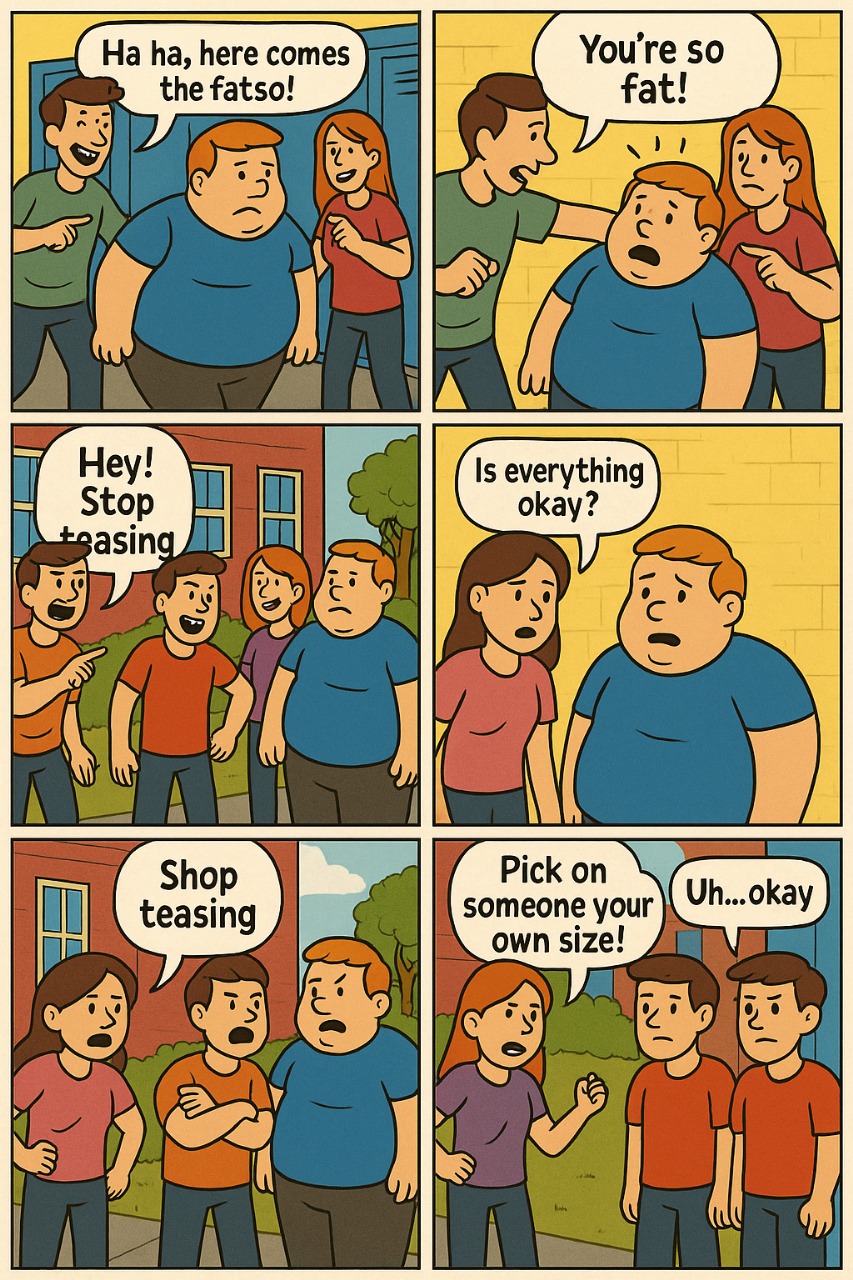 Ha ha, here comes
the fatso!
You're so
fat!
Hey!
Stop
teasing
Is everything
okay?
Shop
teasing
Pick on
someone your
own size!
Uh...okay